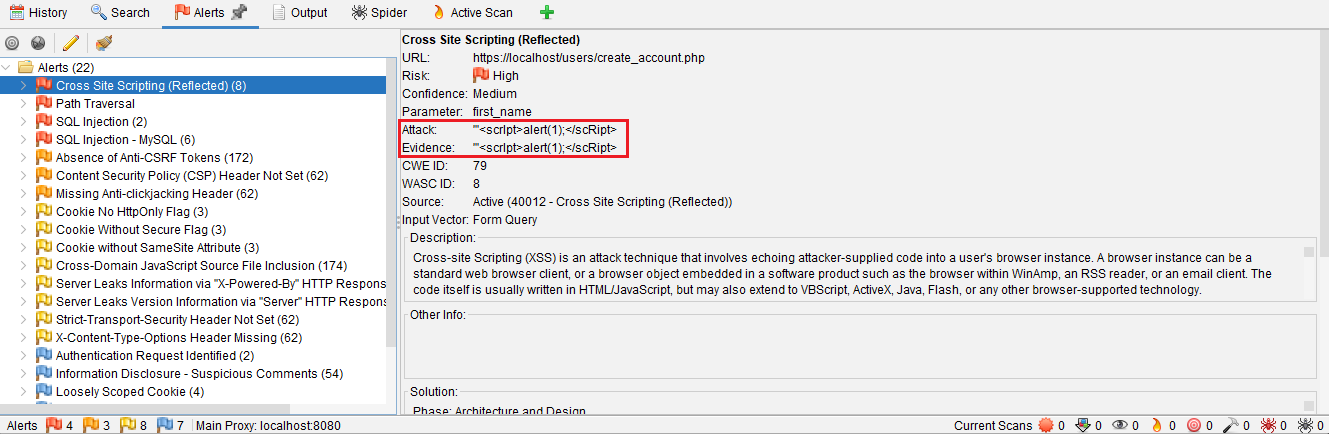 History Search Alerts Output Spider Active Scan
Alerts (22)
Cross Site Scripting (Reflected) (8)
Path Traversal
SQL Injection (2)
SQL Injection - MySQL (6)
Absence of Anti-CSRF Tokens (172)
Content Security Policy (CSP) Header Not Set (62)
Missing Anti-clickjacking Header (62)
Cookie No HttpOnly Flag (3)
Cookie Without Secure Flag (3)
Cookie without SameSite Attribute (3)
Cross-Domain JavaScript Source File Inclusion (174)
Server Leaks Information via "X-Powered-By" HTTP Respons
Server Leaks Version Information via "Server" HTTP Respons
Strict-Transport-Security Header Not Set (62)
X-Content-Type-Options Header Missing (62)
Authentication Request Identified (2)
Information Disclosure - Suspicious Comments (54)
Loosely Scoped Cookie (4)
Cross Site Scripting (Reflected)
URL: https://localhost/users/create_account.php
Risk: High
Confidence: Medium
Parameter: first_name
Attack: '"<scrIpt>alert(1);</scRipt>
Evidence: '"<scrIpt>alert(1);</scRipt>
CWE ID: 79
WASC ID: 8
Source: Active (40012 - Cross Site Scripting (Reflected))
Input Vector: Form Query
Description:
Cross-site Scripting (XSS) is an attack technique that involves echoing attacker-supplied code into a user's browser instance. A browser instance can be a
standard web browser client, or a browser object embedded in a software product such as the browser within WinAmp, an RSS reader, or an email client. The
code itself is usually written in HTML/JavaScript, but may also extend to VBScript, ActiveX, Java, Flash, or any other browser-supported technology.
Other Info:
Solution:
Phase: Architecture and Design
Alerts 4 3 8 7 Main Proxy: localhost:8080 Current Scans 0 0 0 0 0 0 0 0